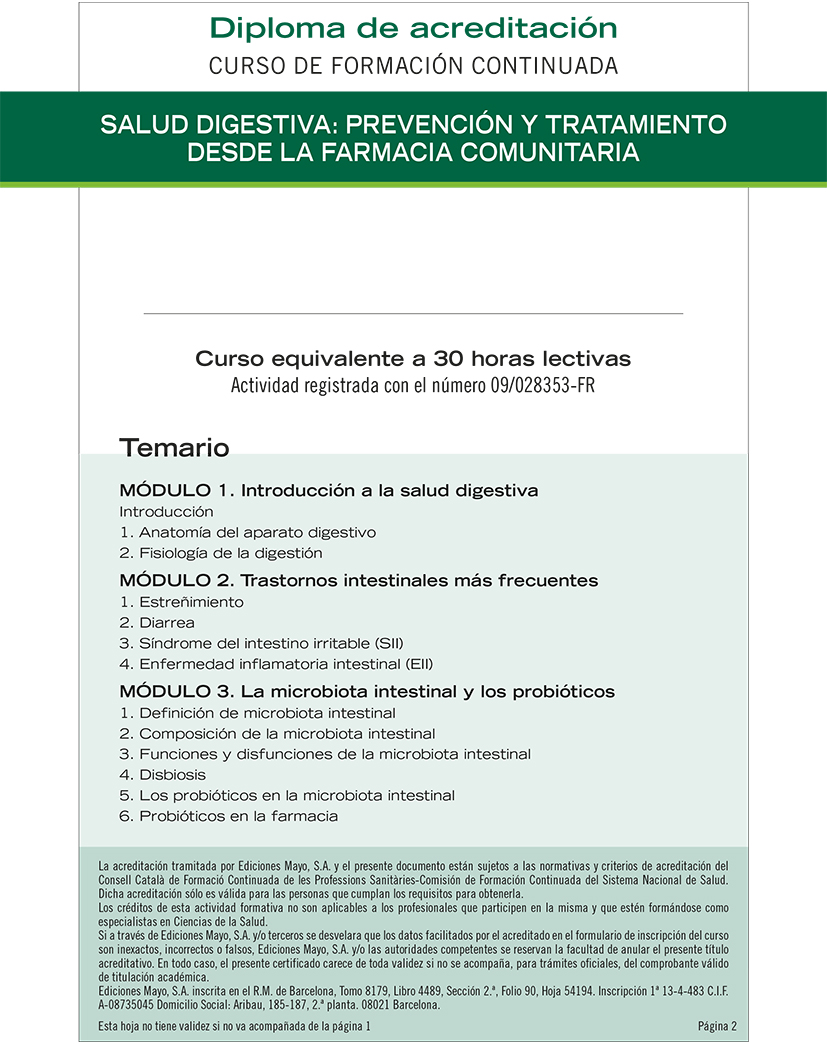 Diploma de acreditación
CURSO DE FORMACIÓN CONTINUADA
SALUD DIGESTIVA: PREVENCIÓN Y TRATAMIENTO
DESDE LA FARMACIA COMUNITARIA
Curso equivalente a 30 horas lectivas
Actividad registrada con el número 09/028353-FR
Temario
MÓDULO 1. Introducción a la salud digestiva
Introducción
1. Anatomía del aparato digestivo
2. Fisiología de la digestión
MÓDULO 2. Trastornos intestinales más frecuentes
1. Estreñimiento
2. Diarrea
3. Síndrome del intestino irritable (SII)
4. Enfermedad inflamatoria intestinal (EII)
MÓDULO 3. La microbiota intestinal y los probióticos
1. Definición de microbiota intestinal
2. Composición de la microbiota intestinal
3. Funciones y disfunciones de la microbiota intestinal
4. Disbiosis
5. Los probióticos en la microbiota intestinal
6. Probióticos en la farmacia
La acreditación tramitada por Ediciones Mayo, S.A. y el presente documento están sujetos a las normativas y criterios de acreditación del
Consell Català de Formació Continuada de les Professions Sanitàries-Comisión de Formación Continuada del Sistema Nacional de Salud.
Dicha acreditación sólo es válida para las personas que cumplan los requisitos para obtenerla.
Los créditos de esta actividad formativa no son aplicables a los profesionales que participen en la misma y que estén formándose como
especialistas en Ciencias de la Salud.
Si a través de Ediciones Mayo, S.A. y/o terceros se desvelara que los datos facilitados por el acreditado en el formulario de inscripción del curso
son inexactos, incorrectos o falsos, Ediciones Mayo, S.A. y/o las autoridades competentes se reservan la facultad de anular el presente título
acreditativo. En todo caso, el presente certificado carece de toda validez si no se acompaña, para trámites oficiales, del comprobante válido
de titulación académica.
Ediciones Mayo, S.A. inscrita en el R.M. de Barcelona, Tomo 8179, Libro 4489, Sección 2.ª, Folio 90, Hoja 54194. Inscripción 1ª 13-4-483 C.I.F.
A-08735045 Domicilio Social: Aribau, 185-187, 2.ª planta. 08021 Barcelona.
Esta hoja no tiene validez si no va acompañada de la página 1
Página 2